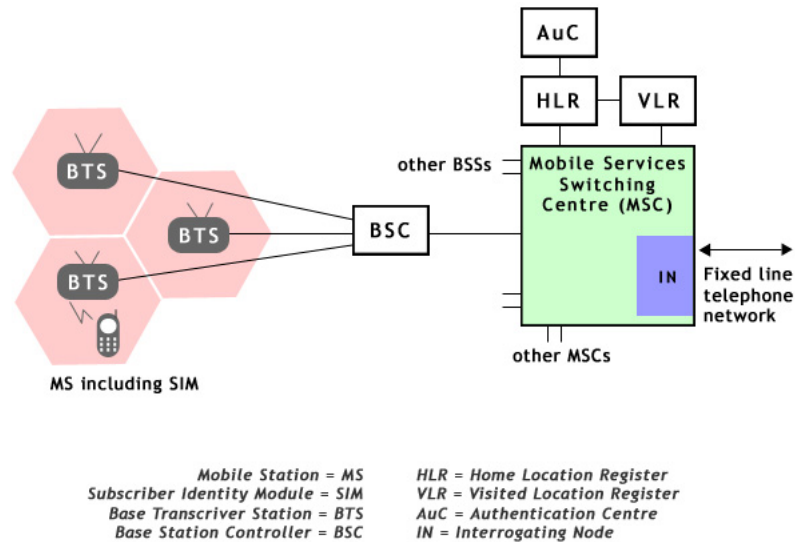 AuC
HLR
VLR
BTS
other BSSs
Mobile Services
Switching
Centre (MSC)
BTS
BSC
BTS
IN
Fixed line
telephone
network
other MSCs
MS including SIM
Mobile Station = MS
Subscriber Identity Module = SIM
Base Transcriver Station = BTS
Base Station Controller = BSC
HLR = Home Location Register
VLR = Visited Location Register
AuC = Authentication Centre
IN = Interrogating Node